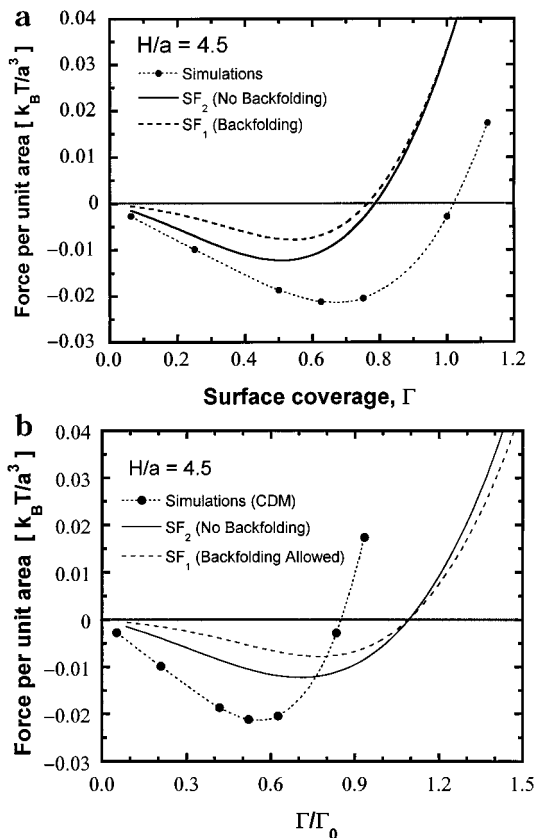 a
H/a = 4.5
Simulations
SF₂ (No Backfolding)
SF₁ (Backfolding)
Force per unit area [ k_BT/a³ ]
0.04
0.03
0.02
0.01
0
−0.01
−0.02
−0.03
0.0 0.2 0.4 0.6 0.8 1.0 1.2
Surface coverage, Γ
b
H/a = 4.5
Simulations (CDM)
SF₂ (No Backfolding)
SF₁ (Backfolding Allowed)
Force per unit area [ k_BT/a³ ]
0.04
0.03
0.02
0.01
0
−0.01
−0.02
−0.03
0.0 0.3 0.6 0.9 1.2 1.5
Γ/Γ₀